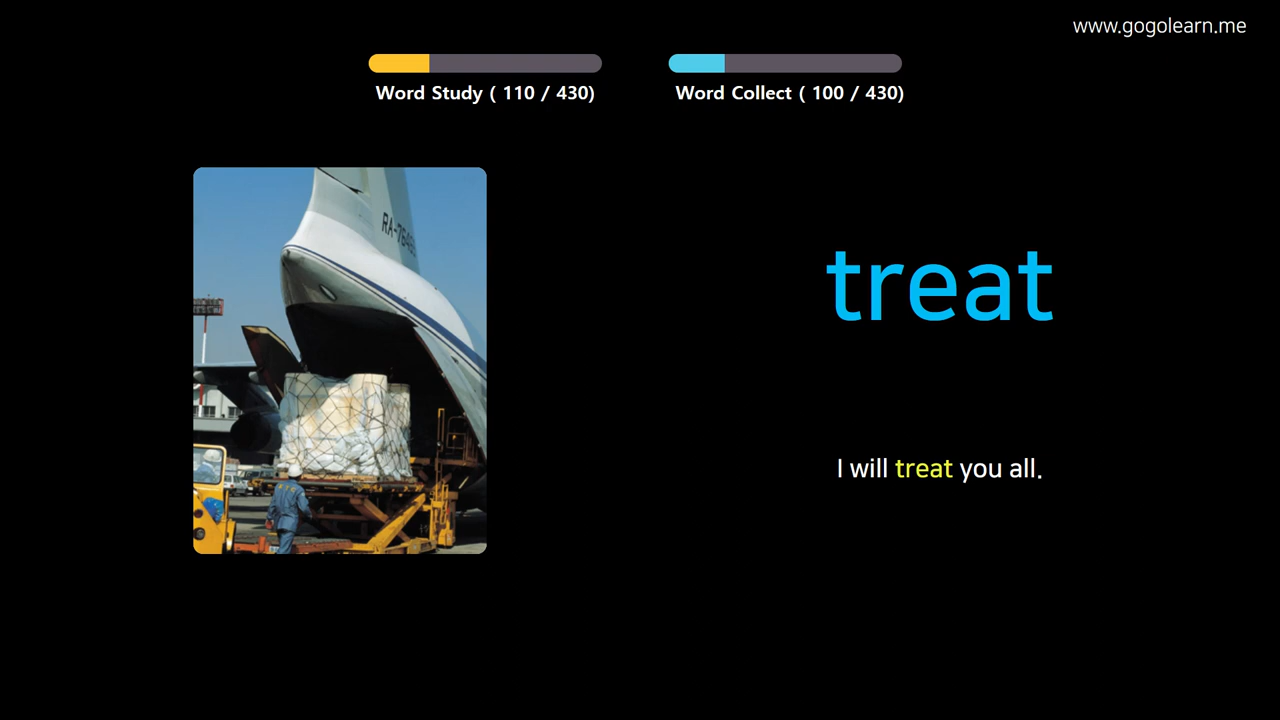 www.gogolearn.me
Word Study ( 110 / 430)
Word Collect ( 100 / 430)
treat
I will treat you all.